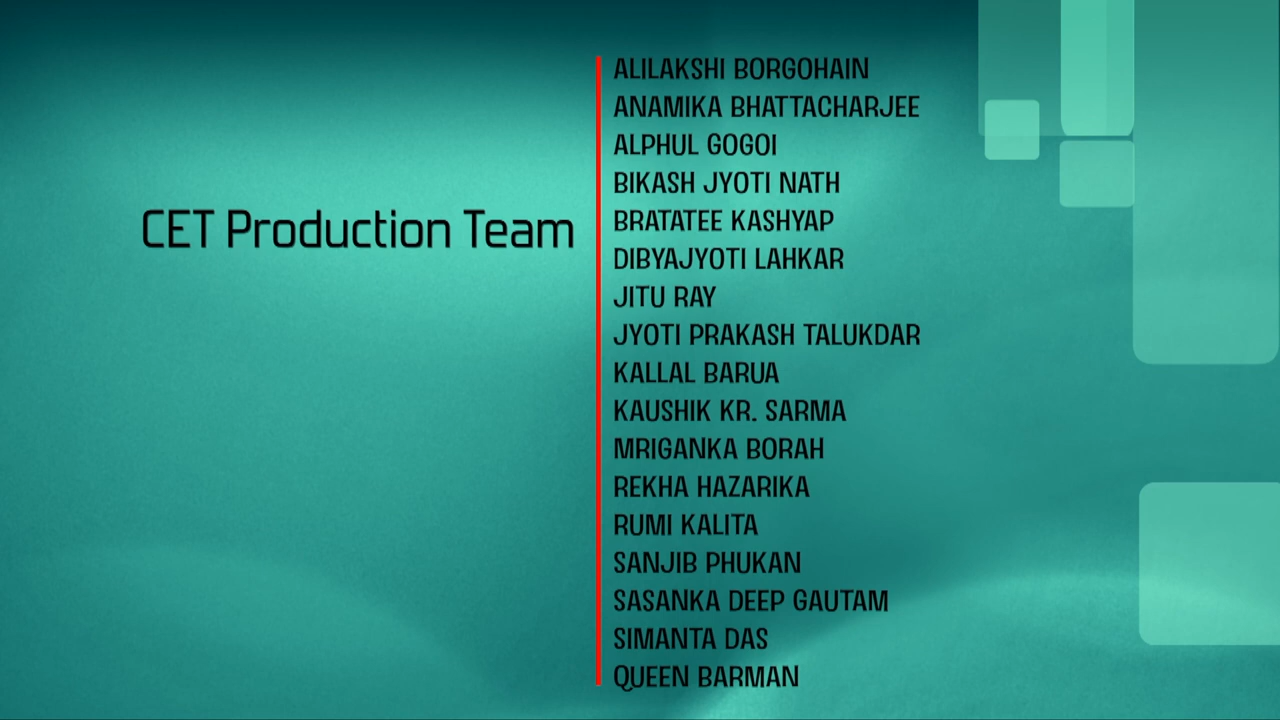 CET Production Team
ALILAKSHI BORGOHAIN
ANAMIKA BHATTACHARJEE
ALPHUL GOGOI
BIKASH JYOTI NATH
BRATATEE KASHYAP
DIBYAJYOTI LAHKAR
JITU RAY
JYOTI PRAKASH TALUKDAR
KALLAL BARUA
KAUSHIK KR. SARMA
MRIGANKA BORAH
REKHA HAZARIKA
RUMI KALITA
SANJIB PHUKAN
SASANKA DEEP GAUTAM
SIMANTA DAS
QUEEN BARMAN